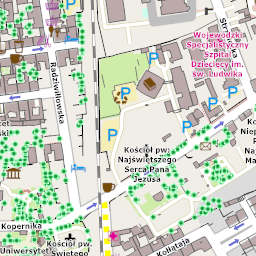 Wojewódzki
Specjalistyczny
Szpital
Dziecięcy im.
św. Ludwika
Radziwiłłowska
P
P
P
P
P
Kościół pw.
Najświętszego
Serca Pana
Jezusa
Kopernika
Uniwersytet
Kościół pw.
Świętego
Kołłątaja